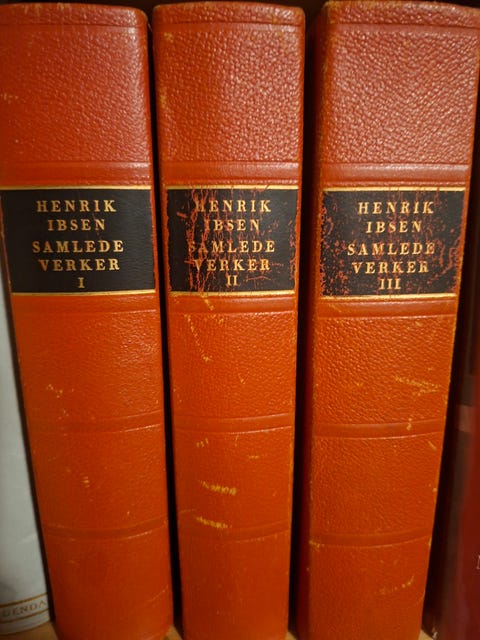 HENRIK
IBSEN
SAMLEDE
VERKER
I
HENRIK
IBSEN
SAMLEDE
VERKER
II
HENRIK
IBSEN
SAMLEDE
VERKER
III